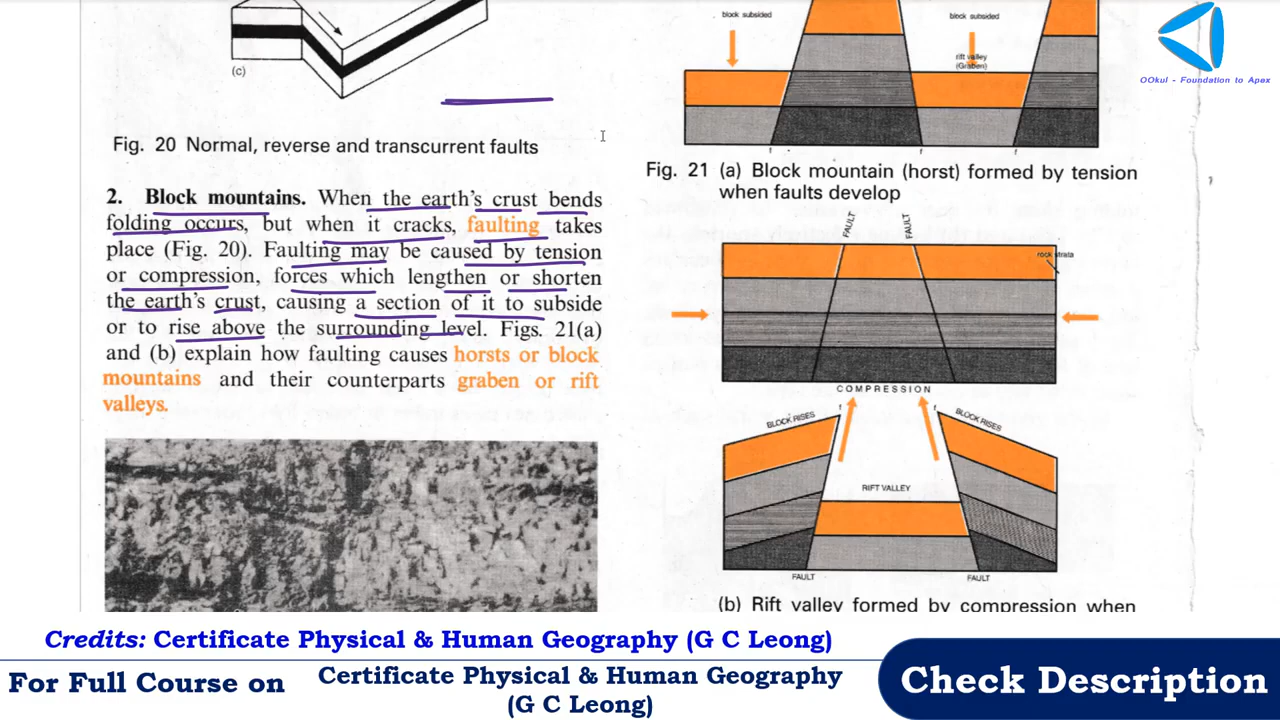 (c)
Fig. 20 Normal, reverse and transcurrent faults
2. Block mountains. When the earth's crust bends
folding occurs, but when it cracks, faulting takes
place (Fig. 20). Faulting may be caused by tension
or compression, forces which lengthen or shorten
the earth's crust, causing a section of it to subside
or to rise above the surrounding level. Figs. 21(a)
and (b) explain how faulting causes horsts or block
mountains and their counterparts graben or rift
valleys.
block subsided
block subsided
rift valley
(Graben)
f
f
f
Fig. 21 (a) Block mountain (horst) formed by tension
when faults develop
FAULT
FAULT
rock strata
COMPRESSION
f
f
BLOCK RISES
BLOCK RISES
RIFT VALLEY
FAULT
FAULT
(b) Rift valley formed by compression when
OOkul - Foundation to Apex
Credits: Certificate Physical & Human Geography (G C Leong)
For Full Course on
Certificate Physical & Human Geography
(G C Leong)
Check Description